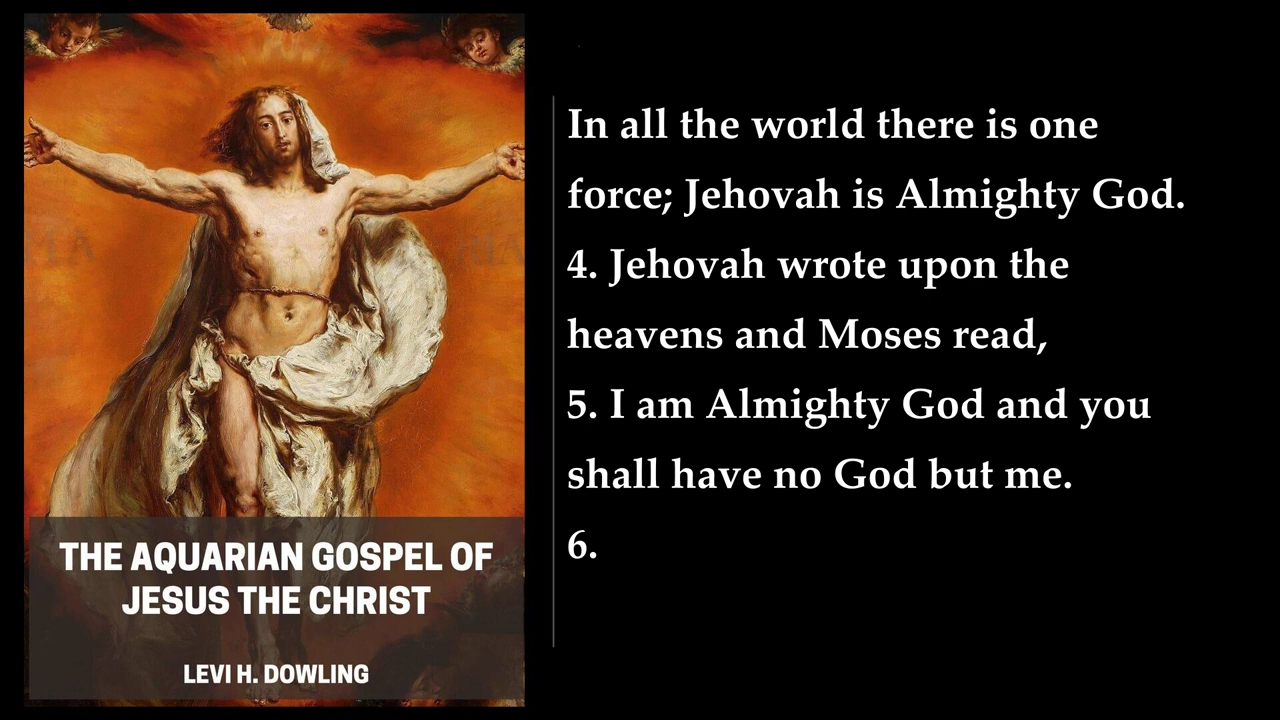 In all the world there is one
force; Jehovah is Almighty God.
4. Jehovah wrote upon the
heavens and Moses read,
5. I am Almighty God and you
shall have no God but me.
6.
THE AQUARIAN GOSPEL OF
JESUS THE CHRIST
LEVI H. DOWLING